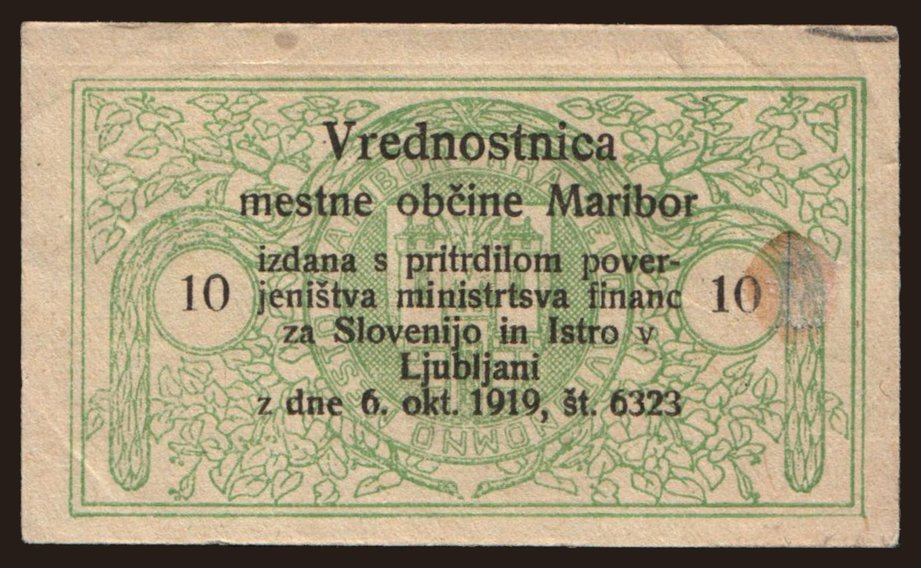 Vrednostnica
mestne občine Maribor
izdana s pritrdilom pover-
jeništva ministrtsva financ
za Slovenijo in Istro v
Ljubljani
z dne 6. okt. 1919, št. 6323
10
10